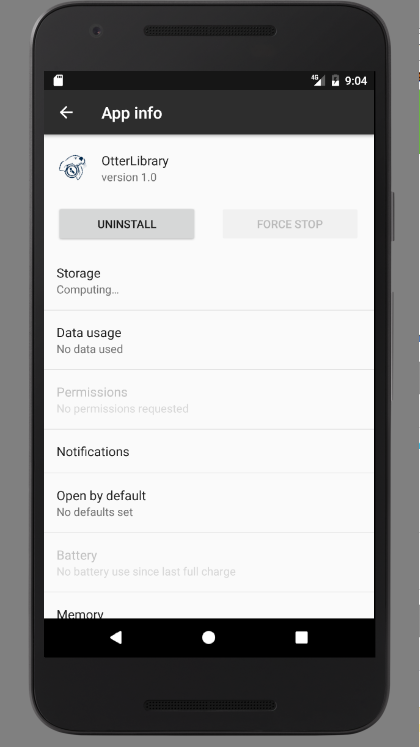 4G 9:04
App info
OtterLibrary
version 1.0
UNINSTALL FORCE STOP
Storage
Computing...
Data usage
No data used
Permissions
No permissions requested
Notifications
Open by default
No defaults set
Battery
No battery use since last full charge
Memory